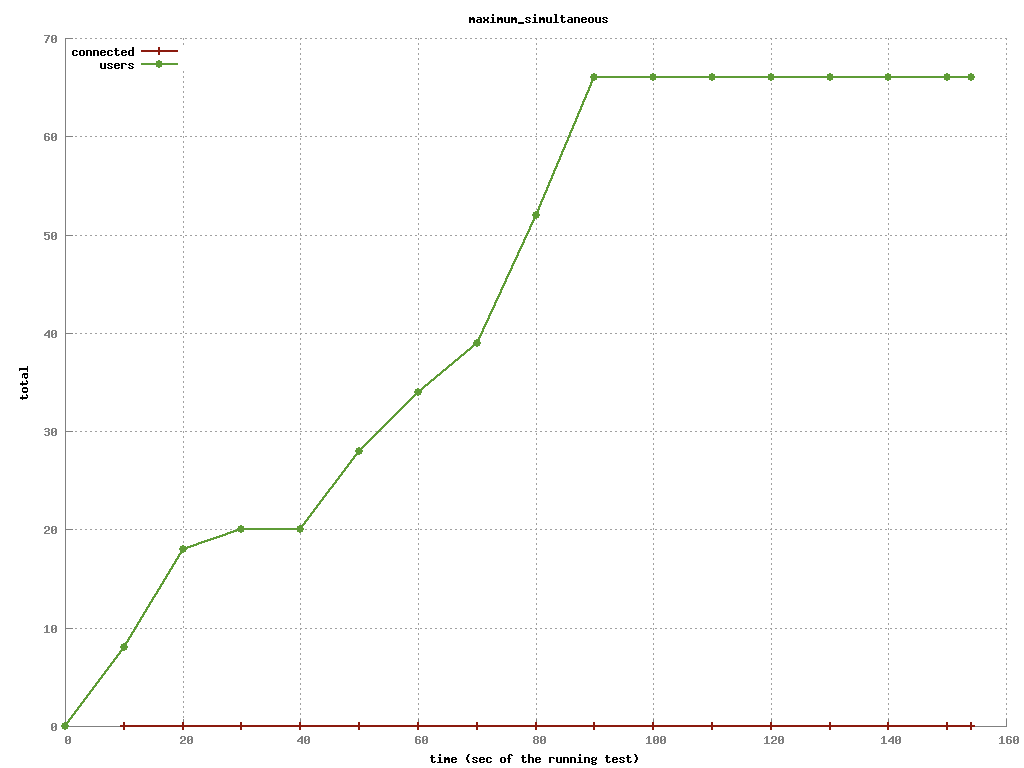 maximum_simultaneous
connected
users
70
60
50
40
30
20
10
0
total
0 20 40 60 80 100 120 140 160
time (sec of the running test)